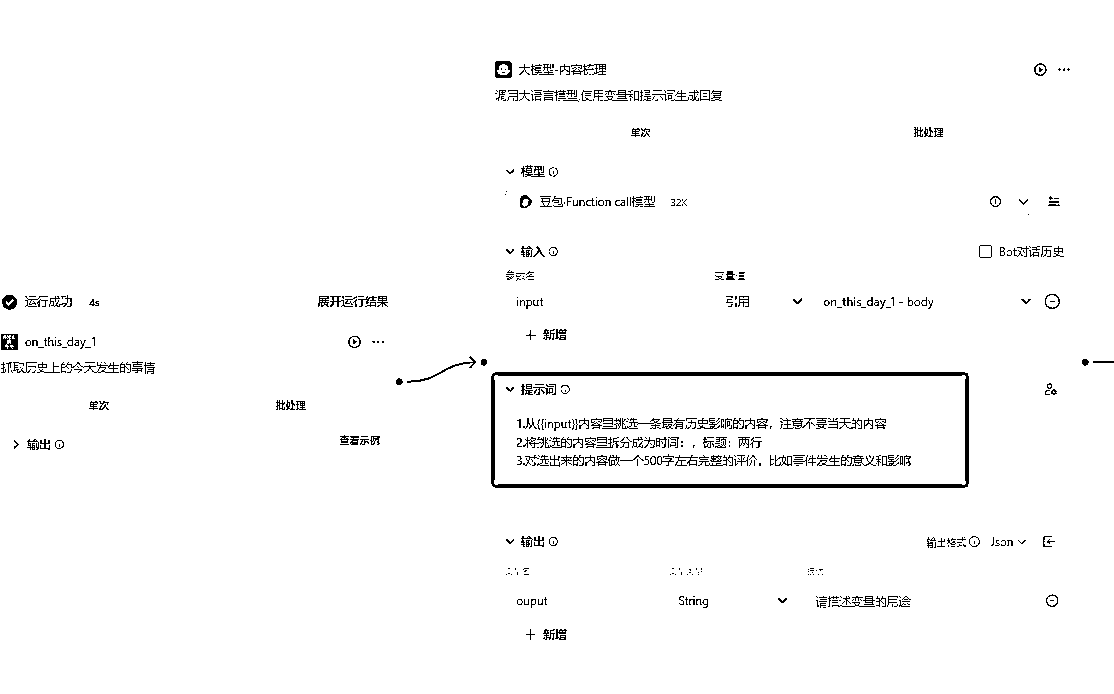 运行成功 4s 展开运行结果
on_this_day_1
抓取历史上的今天发生的事情
单次 批处理
输出 查看示例
大模型-内容梳理
调用大语言模型,使用变量和提示词生成回复
单次 批处理
模型
豆包·Function call模型 32K
输入 Bot对话历史
参数名 变量值
input 引用 on_this_day_1 - body
+ 新增
提示词
1.从{{input}}内容里挑选一条最有历史影响的内容，注意不要当天的内容
2.将挑选的内容里拆分成为时间：，标题：两行
3.对选出来的内容做一个500字左右完整的评价，比如事件发生的意义和影响
输出 输出格式 Json
ouput String 请描述变量的用途
+ 新增